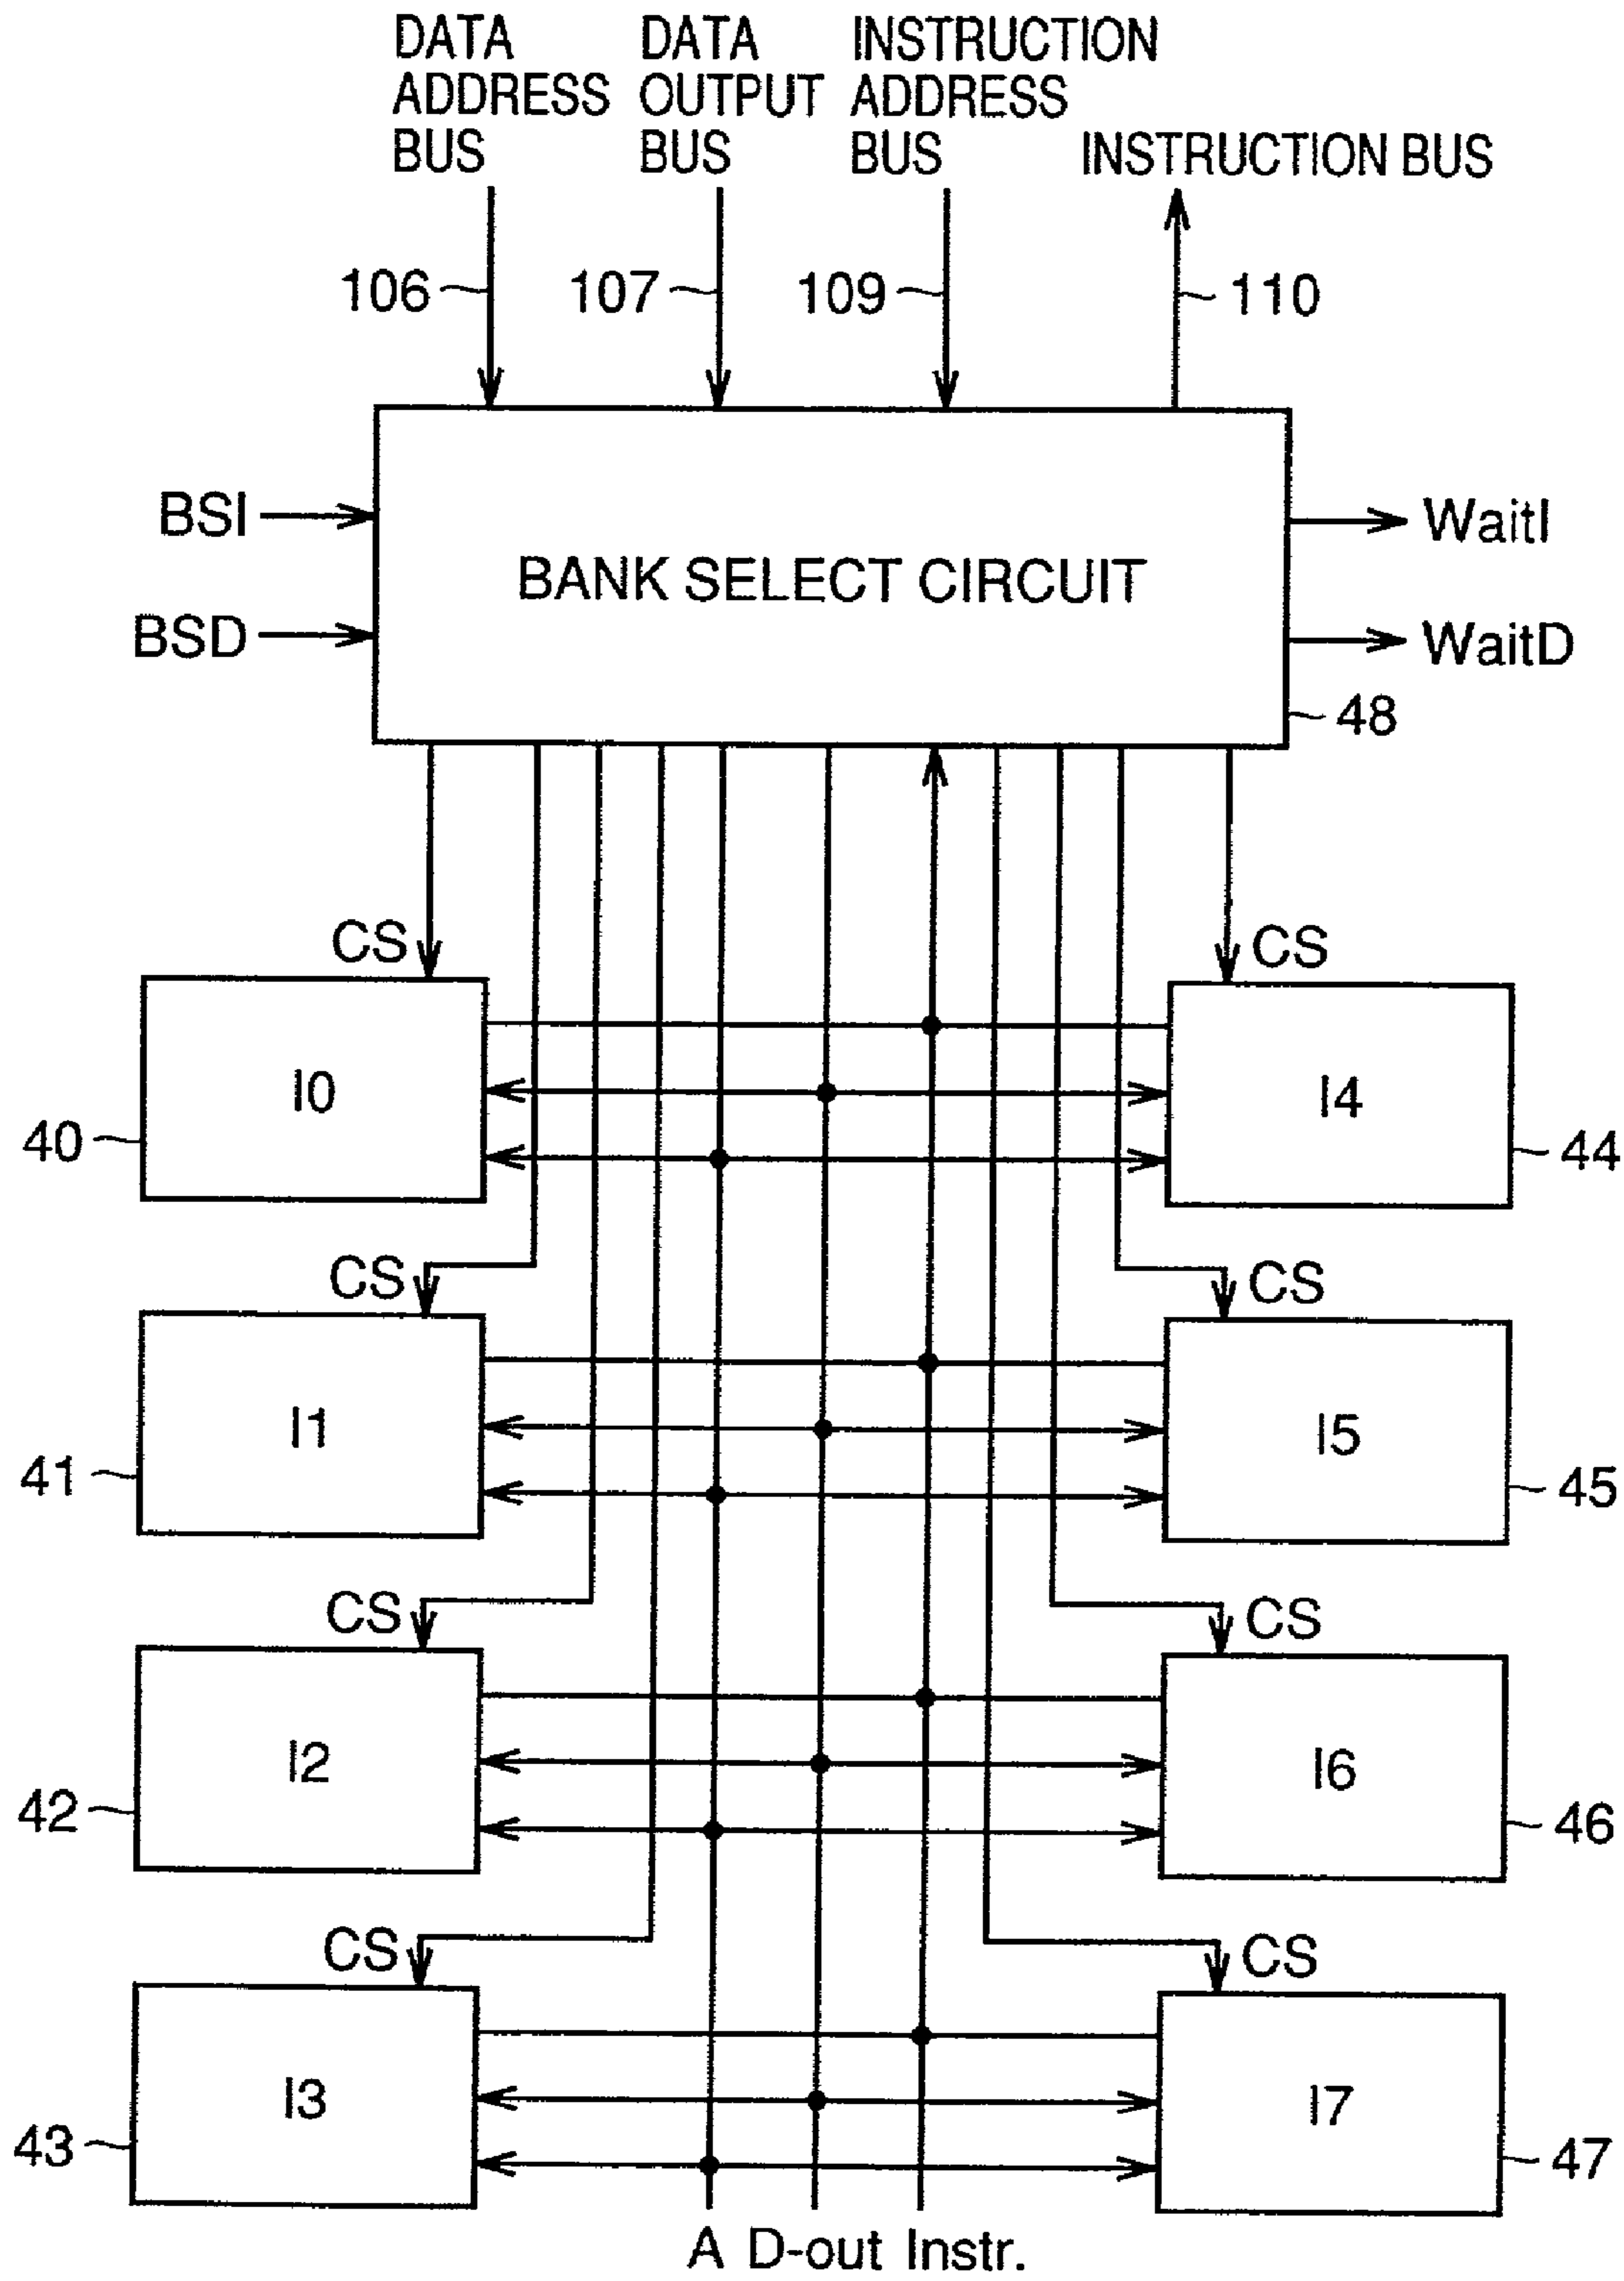 DATA
ADDRESS
BUS
DATA
OUTPUT
BUS
INSTRUCTION
ADDRESS
BUS
INSTRUCTION BUS
106
107
109
110
BSI
BSD
BANK SELECT CIRCUIT
WaitI
WaitD
48
CS
CS
I0
I4
40
44
CS
CS
I1
I5
41
45
CS
CS
I2
I6
42
46
CS
CS
I3
I7
43
47
A D-out Instr.